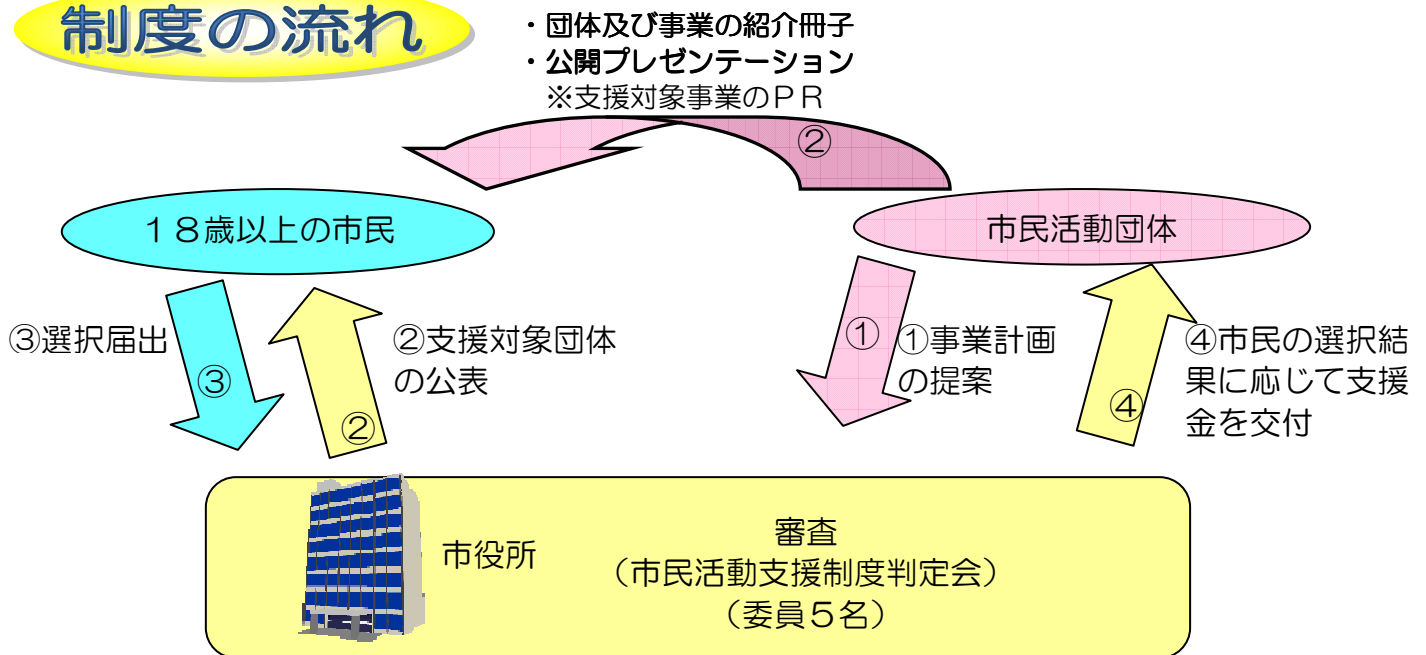 制度の流れ
・団体及び事業の紹介冊子
・公開プレゼンテーション
※支援対象事業のＰＲ
②
１８歳以上の市民
市民活動団体
③選択届出
③
②
②支援対象団体
の公表
①
①事業計画
の提案
④
④市民の選択結
果に応じて支援
金を交付
市役所
審査
（市民活動支援制度判定会）
（委員５名）